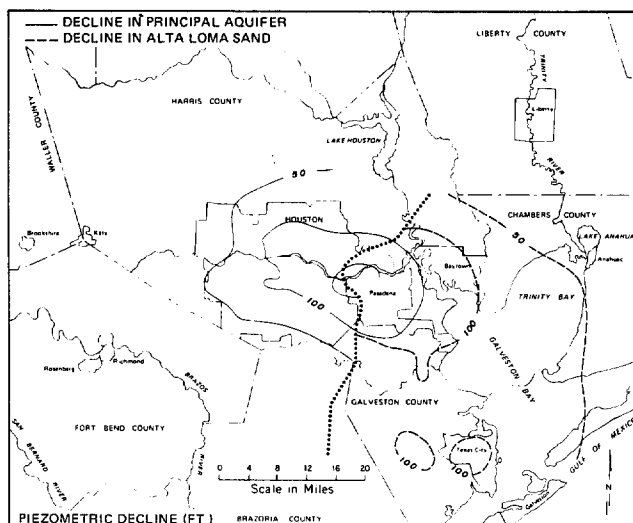 DECLINE IN PRINCIPAL AQUIFER
DECLINE IN ALTA LOMA SAND
LIBERTY COUNTY
TRINITY
Liberty
RIVER
HARRIS COUNTY
WALLER COUNTY
LAKE HOUSTON
50
HOUSTON
CHAMBERS COUNTY
50
LAKE ANAHUAC
Anahuac
Brookshire
Katy
Baytown
TRINITY BAY
Pasadena
100
100
GALVESTON BAY
Rosenberg
Richmond
BRAZOS
RIVER
GALVESTON COUNTY
FORT BEND COUNTY
SAN BERNARD RIVER
Texas City
100
100
GULF OF MEXICO
Galveston
0 4 8 12 16 20
Scale in Miles
N
PIEZOMETRIC DECLINE (FT.)
BRAZORIA COUNTY